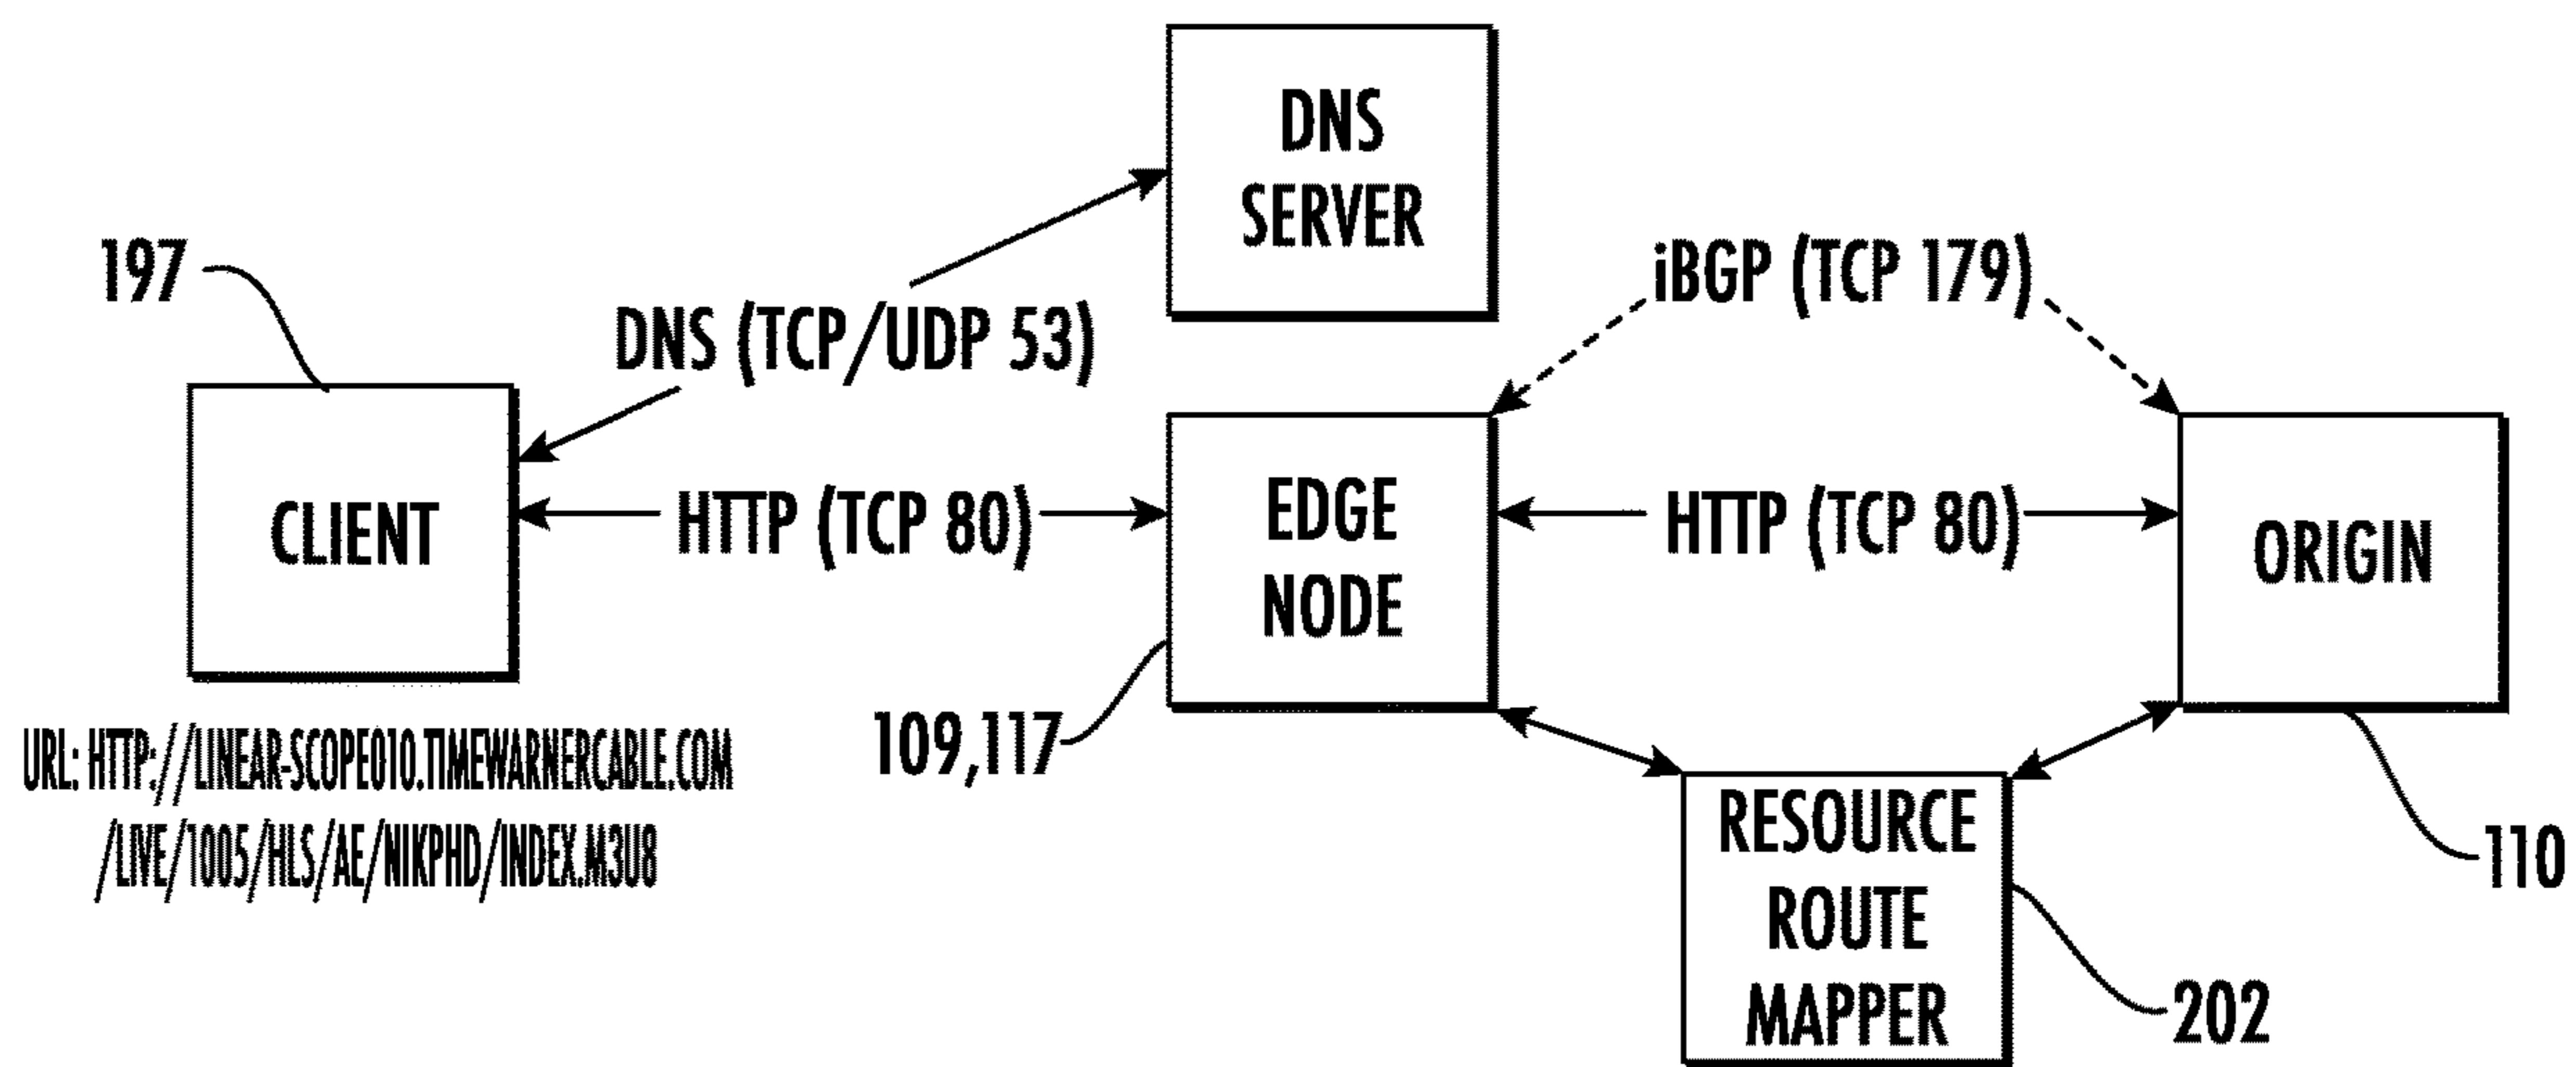 DNS
SERVER
197
iBGP (TCP 179)
DNS (TCP/UDP 53)
CLIENT
HTTP (TCP 80)
EDGE
NODE
HTTP (TCP 80)
ORIGIN
109,117
URL: HTTP://LINEAR-SCOPE010.TIMEWARNERCABLE.COM
/LIVE/1005/HLS/AE/NIKPHD/INDEX.M3U8
RESOURCE
ROUTE
MAPPER
110
202